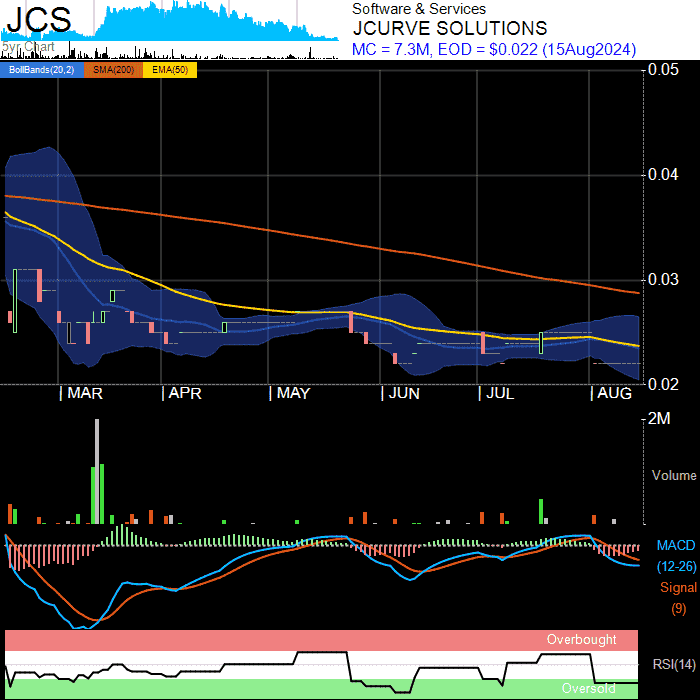 JCS
5yr Chart
Software & Services
JCURVE SOLUTIONS
MC = 7.3M, EOD = $0.022 (15Aug2024)
BollBands(20,2) SMA(200) EMA(50)
0.05
0.04
0.03
0.02
MAR APR MAY JUN JUL AUG
2M
Volume
MACD
(12-26)
Signal
(9)
Overbought
RSI(14)
Oversold